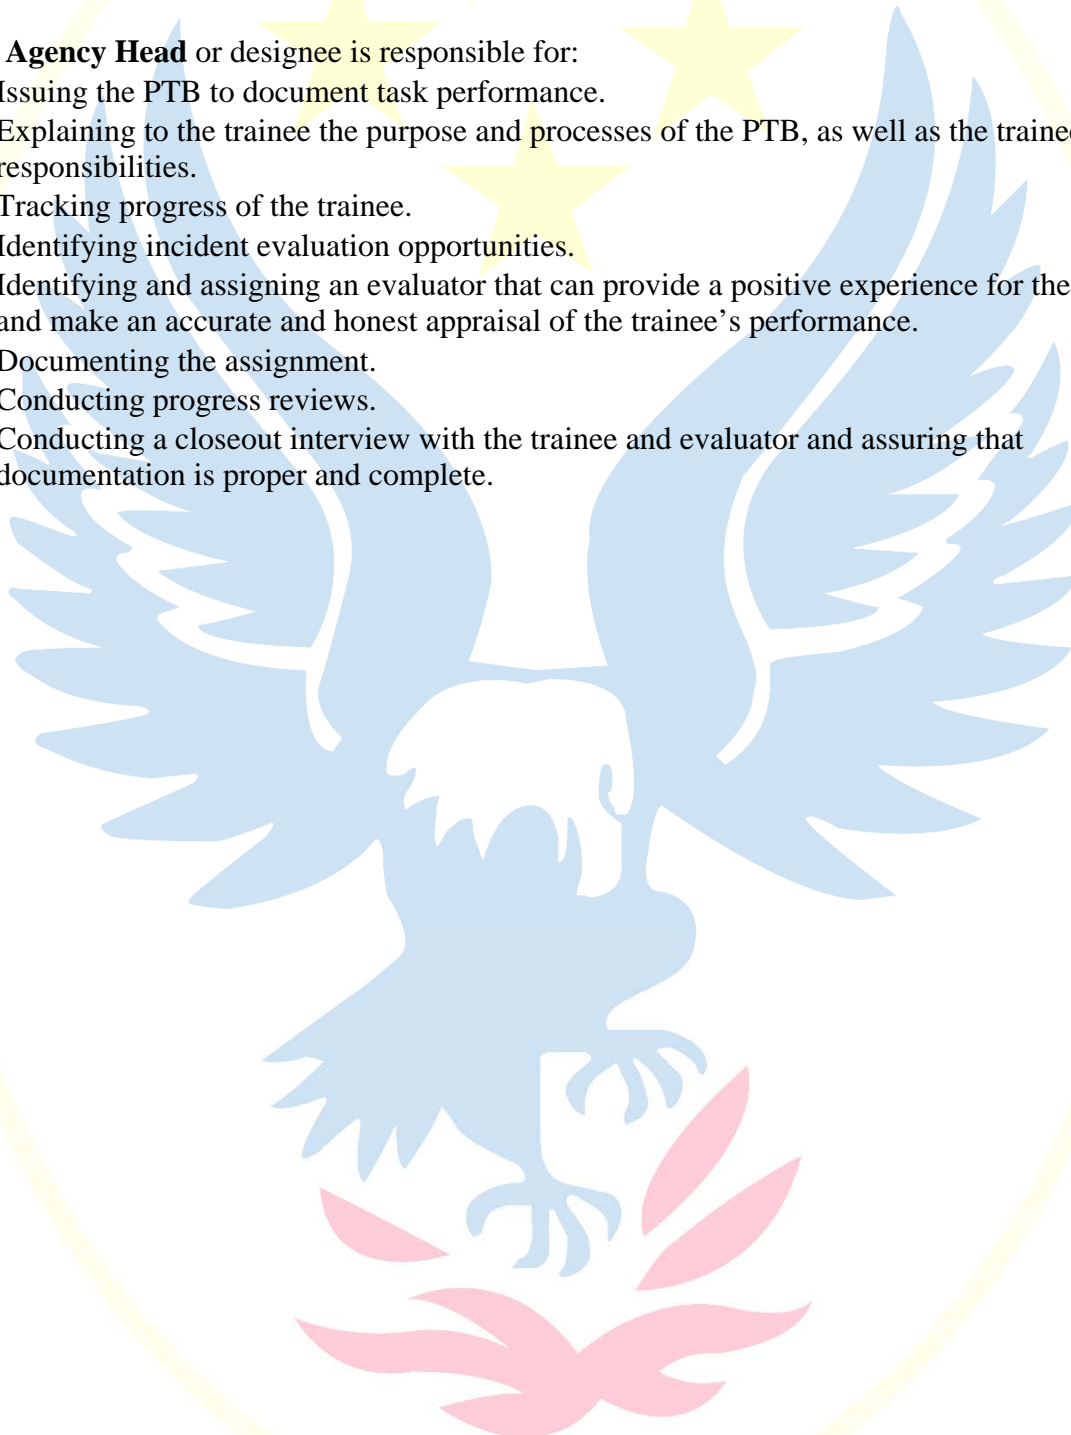 Agency Head or designee is responsible for:
Issuing the PTB to document task performance.
Explaining to the trainee the purpose and processes of the PTB, as well as the trainee
responsibilities.
Tracking progress of the trainee.
Identifying incident evaluation opportunities.
Identifying and assigning an evaluator that can provide a positive experience for the
and make an accurate and honest appraisal of the trainee’s performance.
Documenting the assignment.
Conducting progress reviews.
Conducting a closeout interview with the trainee and evaluator and assuring that
documentation is proper and complete.